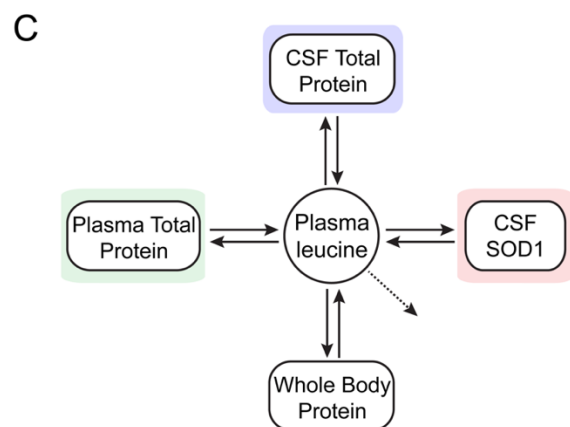 C
CSF Total
Protein
Plasma Total
Protein
Plasma
leucine
CSF
SOD1
Whole Body
Protein